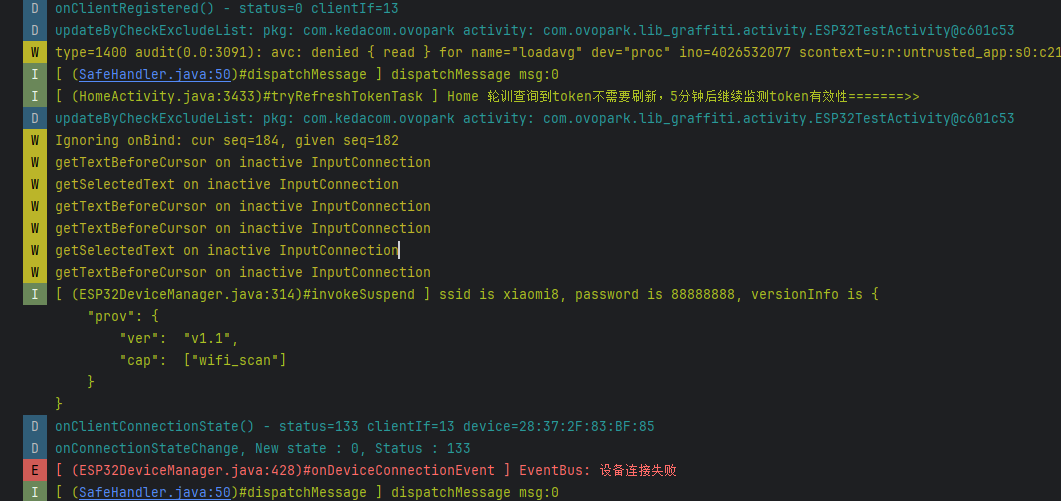 D onClientRegistered() - status=0 clientIf=13
D updateByCheckExcludeList: pkg: com.kedacom.ovopark activity: com.ovopark.lib_graffiti.activity.ESP32TestActivity@c601c53
W type=1400 audit(0.0:3091): avc: denied { read } for name="loadavg" dev="proc" ino=4026532077 scontext=u:r:untrusted_app:s0:c21
I [ (SafeHandler.java:50)#dispatchMessage ] dispatchMessage msg:0
I [ (HomeActivity.java:3433)#tryRefreshTokenTask ] Home 轮训查询到token不需要刷新，5分钟后继续监测token有效性=======>>
D updateByCheckExcludeList: pkg: com.kedacom.ovopark activity: com.ovopark.lib_graffiti.activity.ESP32TestActivity@c601c53
W Ignoring onBind: cur seq=184, given seq=182
W getTextBeforeCursor on inactive InputConnection
W getSelectedText on inactive InputConnection
W getTextBeforeCursor on inactive InputConnection
W getTextBeforeCursor on inactive InputConnection
W getSelectedText on inactive InputConnection
W getTextBeforeCursor on inactive InputConnection
I [ (ESP32DeviceManager.java:314)#invokeSuspend ] ssid is xiaomi8, password is 88888888, versionInfo is {
"prov": {
"ver": "v1.1",
"cap": ["wifi_scan"]
}
}
D onClientConnectionState() - status=133 clientIf=13 device=28:37:2F:83:BF:85
D onConnectionStateChange, New state : 0, Status : 133
E [ (ESP32DeviceManager.java:428)#onDeviceConnectionEvent ] EventBus: 设备连接失败
I [ (SafeHandler.java:50)#dispatchMessage ] dispatchMessage msg:0